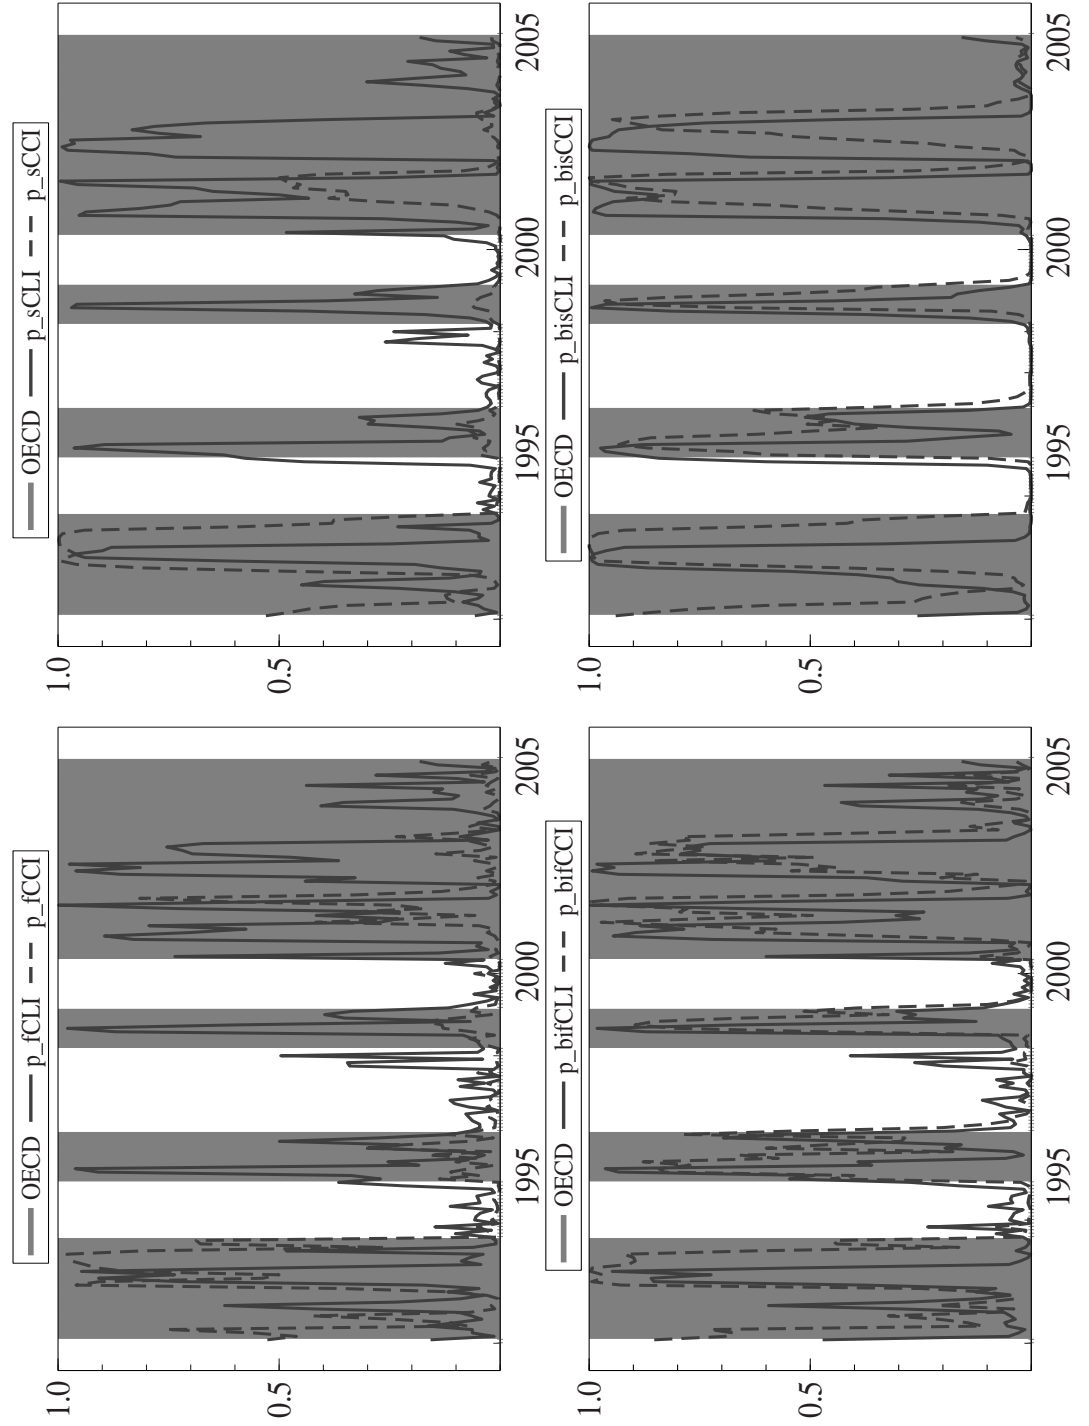 OECD p_fCLI p_fCCI
1.0
0.5
1995 2000 2005
OECD p_sCLI p_sCCI
1.0
0.5
1995 2000 2005
OECD p_bifCLI p_bifCCI
1.0
0.5
1995 2000 2005
OECD p_bisCLI p_bisCCI
1.0
0.5
1995 2000 2005